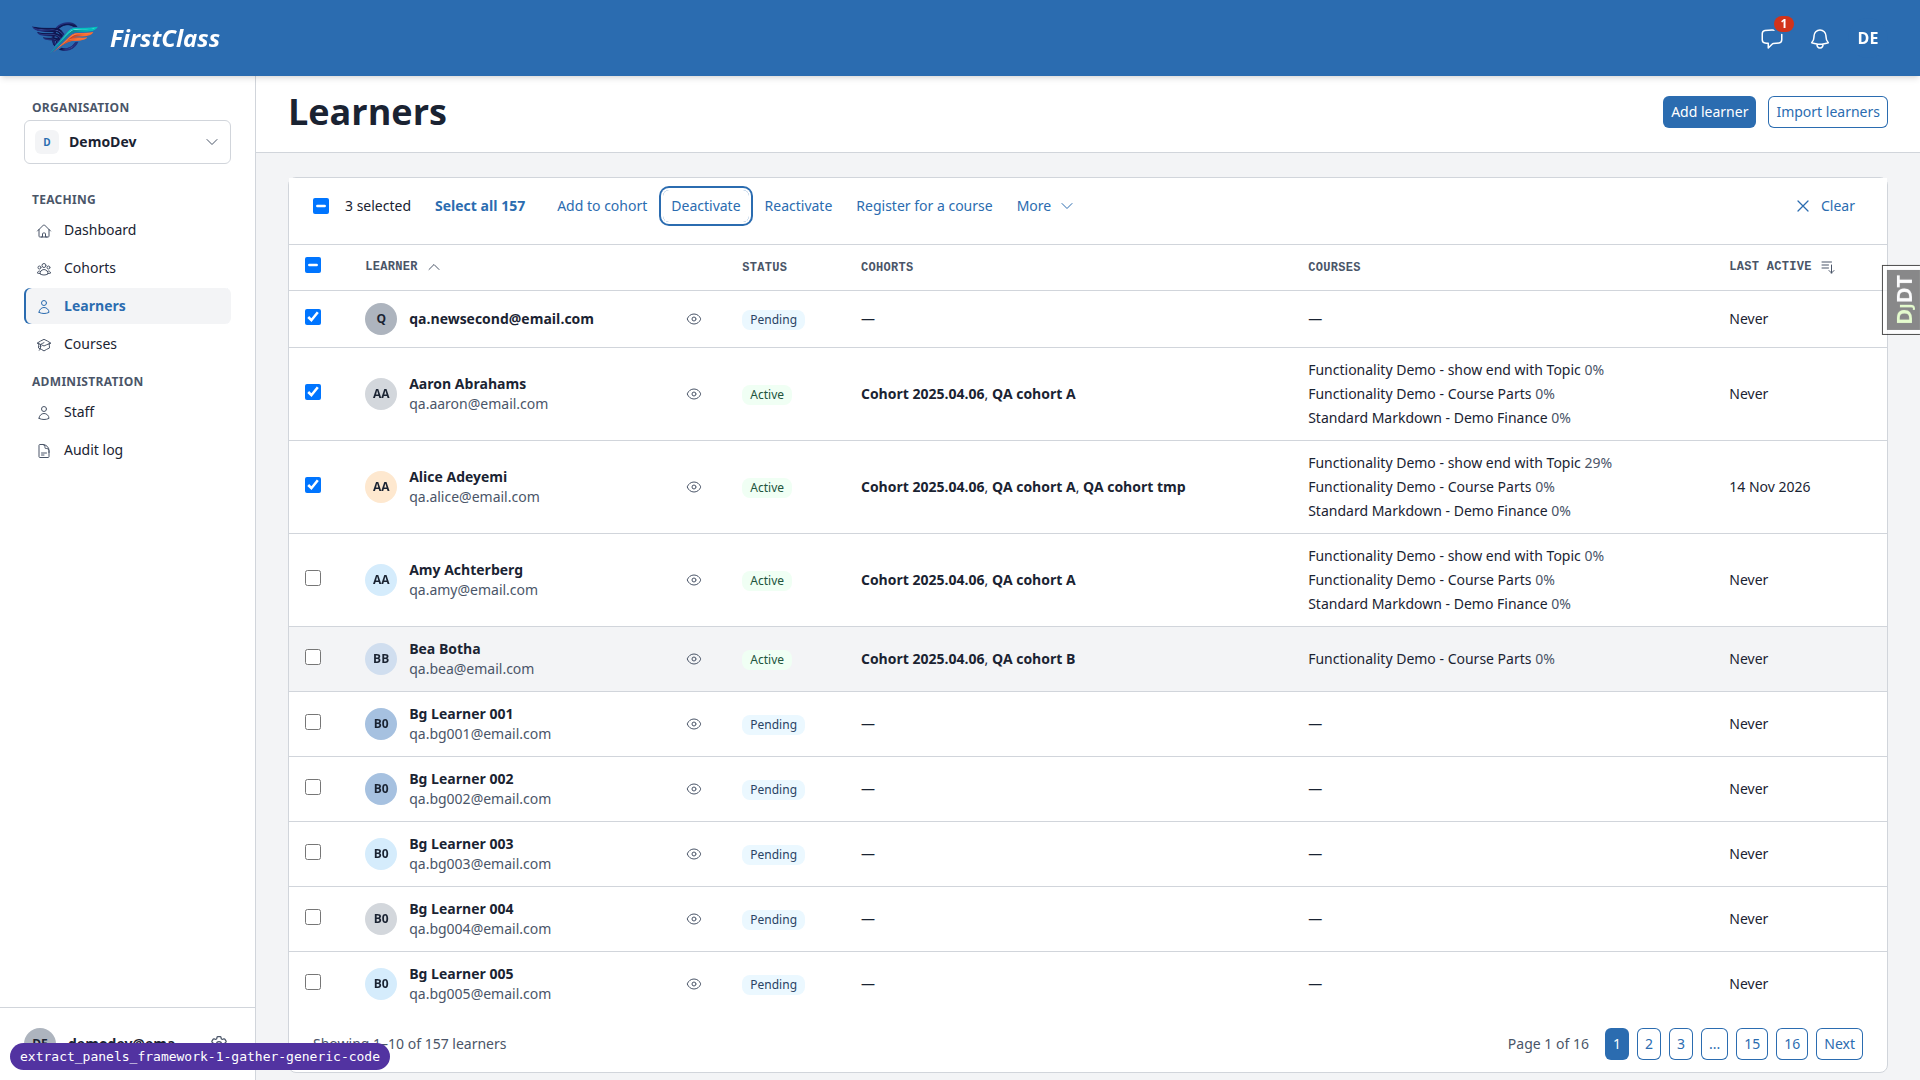 FirstClass
1
DE
ORGANISATION
D DemoDev
TEACHING
Dashboard
Cohorts
Learners
Courses
ADMINISTRATION
Staff
Audit log
extract_panels_framework-1-gather-generic-code
Learners
Add learner
Import learners
3 selected
Select all 157
Add to cohort
Deactivate
Reactivate
Register for a course
More
Clear
LEARNER
STATUS
COHORTS
COURSES
LAST ACTIVE
Q
qa.newsecond@email.com
Pending
—
—
Never
AA
Aaron Abrahams
qa.aaron@email.com
Active
Cohort 2025.04.06, QA cohort A
Functionality Demo - show end with Topic 0%
Functionality Demo - Course Parts 0%
Standard Markdown - Demo Finance 0%
Never
AA
Alice Adeyemi
qa.alice@email.com
Active
Cohort 2025.04.06, QA cohort A, QA cohort tmp
Functionality Demo - show end with Topic 29%
Functionality Demo - Course Parts 0%
Standard Markdown - Demo Finance 0%
14 Nov 2026
AA
Amy Achterberg
qa.amy@email.com
Active
Cohort 2025.04.06, QA cohort A
Functionality Demo - show end with Topic 0%
Functionality Demo - Course Parts 0%
Standard Markdown - Demo Finance 0%
Never
BB
Bea Botha
qa.bea@email.com
Active
Cohort 2025.04.06, QA cohort B
Functionality Demo - Course Parts 0%
Never
B0
Bg Learner 001
qa.bg001@email.com
Pending
—
—
Never
B0
Bg Learner 002
qa.bg002@email.com
Pending
—
—
Never
B0
Bg Learner 003
qa.bg003@email.com
Pending
—
—
Never
B0
Bg Learner 004
qa.bg004@email.com
Pending
—
—
Never
B0
Bg Learner 005
qa.bg005@email.com
Pending
—
—
Never
of 157 learners
Page 1 of 16
1
2
3
...
15
16
Next
DjDT